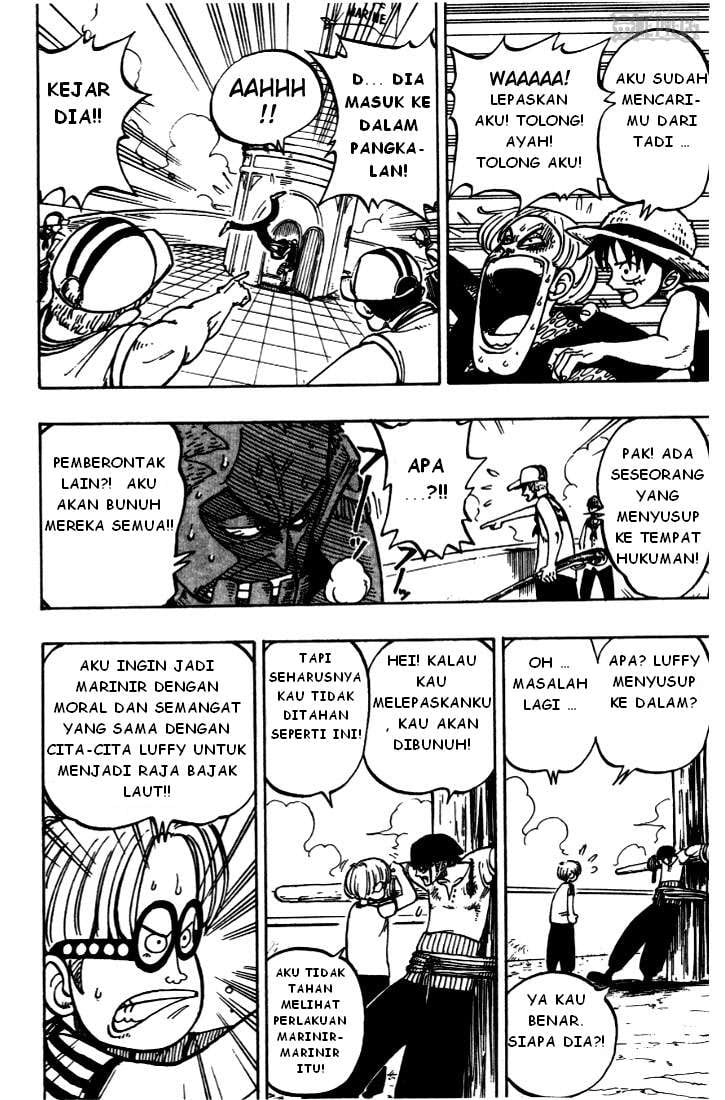 AKU SUDAH
MENCARI-
MU DARI
TADI ...
WAAAAA!
LEPASKAN
AKU! TOLONG!
AYAH!
TOLONG AKU!
MARINE
D... DIA
MASUK KE
DALAM
PANGKA-
LAN!
AAHHH
!!
KEJAR
DIA!!
PAK! ADA
SESEORANG
YANG
MENYUSUP
KE TEMPAT
HUKUMAN!
APA
...?!!
PEMBERONTAK
LAIN?! AKU
AKAN BUNUH
MEREKA SEMUA!!
APA? LUFFY
MENYUSUP
KE DALAM?
OH ...
MASALAH
LAGI ...
YA KAU
BENAR.
SIAPA DIA?!
HEI! KALAU
KAU
MELEPASKANKU
, KAU AKAN
DIBUNUH!
TAPI
SEHARUSNYA
KAU TIDAK
DITAHAN
SEPERTI INI!
AKU TIDAK
TAHAN
MELIHAT
PERLAKUAN
MARINIR-
MARINIR
ITU!
AKU INGIN JADI
MARINIR DENGAN
MORAL DAN SEMANGAT
YANG SAMA DENGAN
CITA-CITA LUFFY UNTUK
MENJADI RAJA BAJAK
LAUT!!